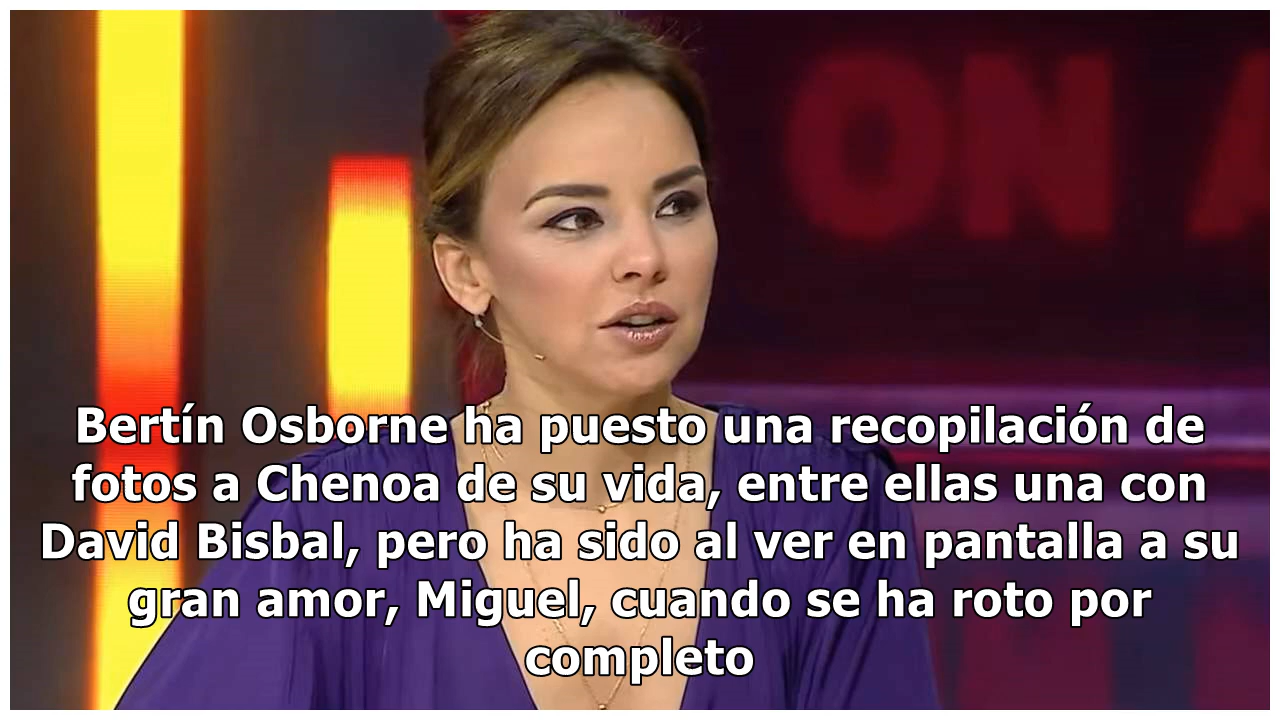 ON A
Bertín Osborne ha puesto una recopilación de
fotos a Chenoa de su vida, entre ellas una con
David Bisbal, pero ha sido al ver en pantalla a su
gran amor, Miguel, cuando se ha roto por
completo